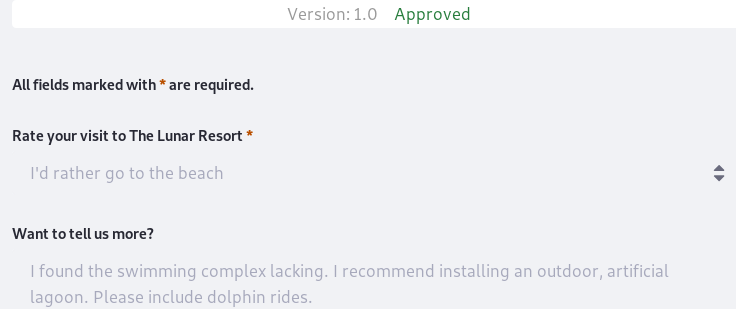 Version: 1.0 Approved
All fields marked with * are required.
Rate your visit to The Lunar Resort *
I'd rather go to the beach
Want to tell us more?
I found the swimming complex lacking. I recommend installing an outdoor, artificial
lagoon. Please include dolphin rides.